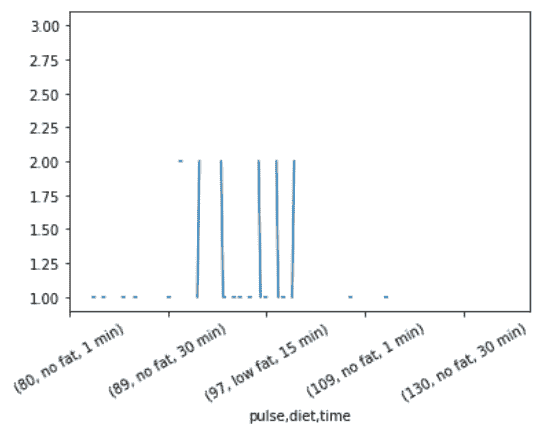 3.00
2.75
2.50
2.25
2.00
1.75
1.50
1.25
1.00
(80, no fat, 1 min)
(89, no fat, 30 min)
(97, low fat, 15 min)
(109, no fat, 1 min)
(130, no fat, 30 min)
pulse,diet,time